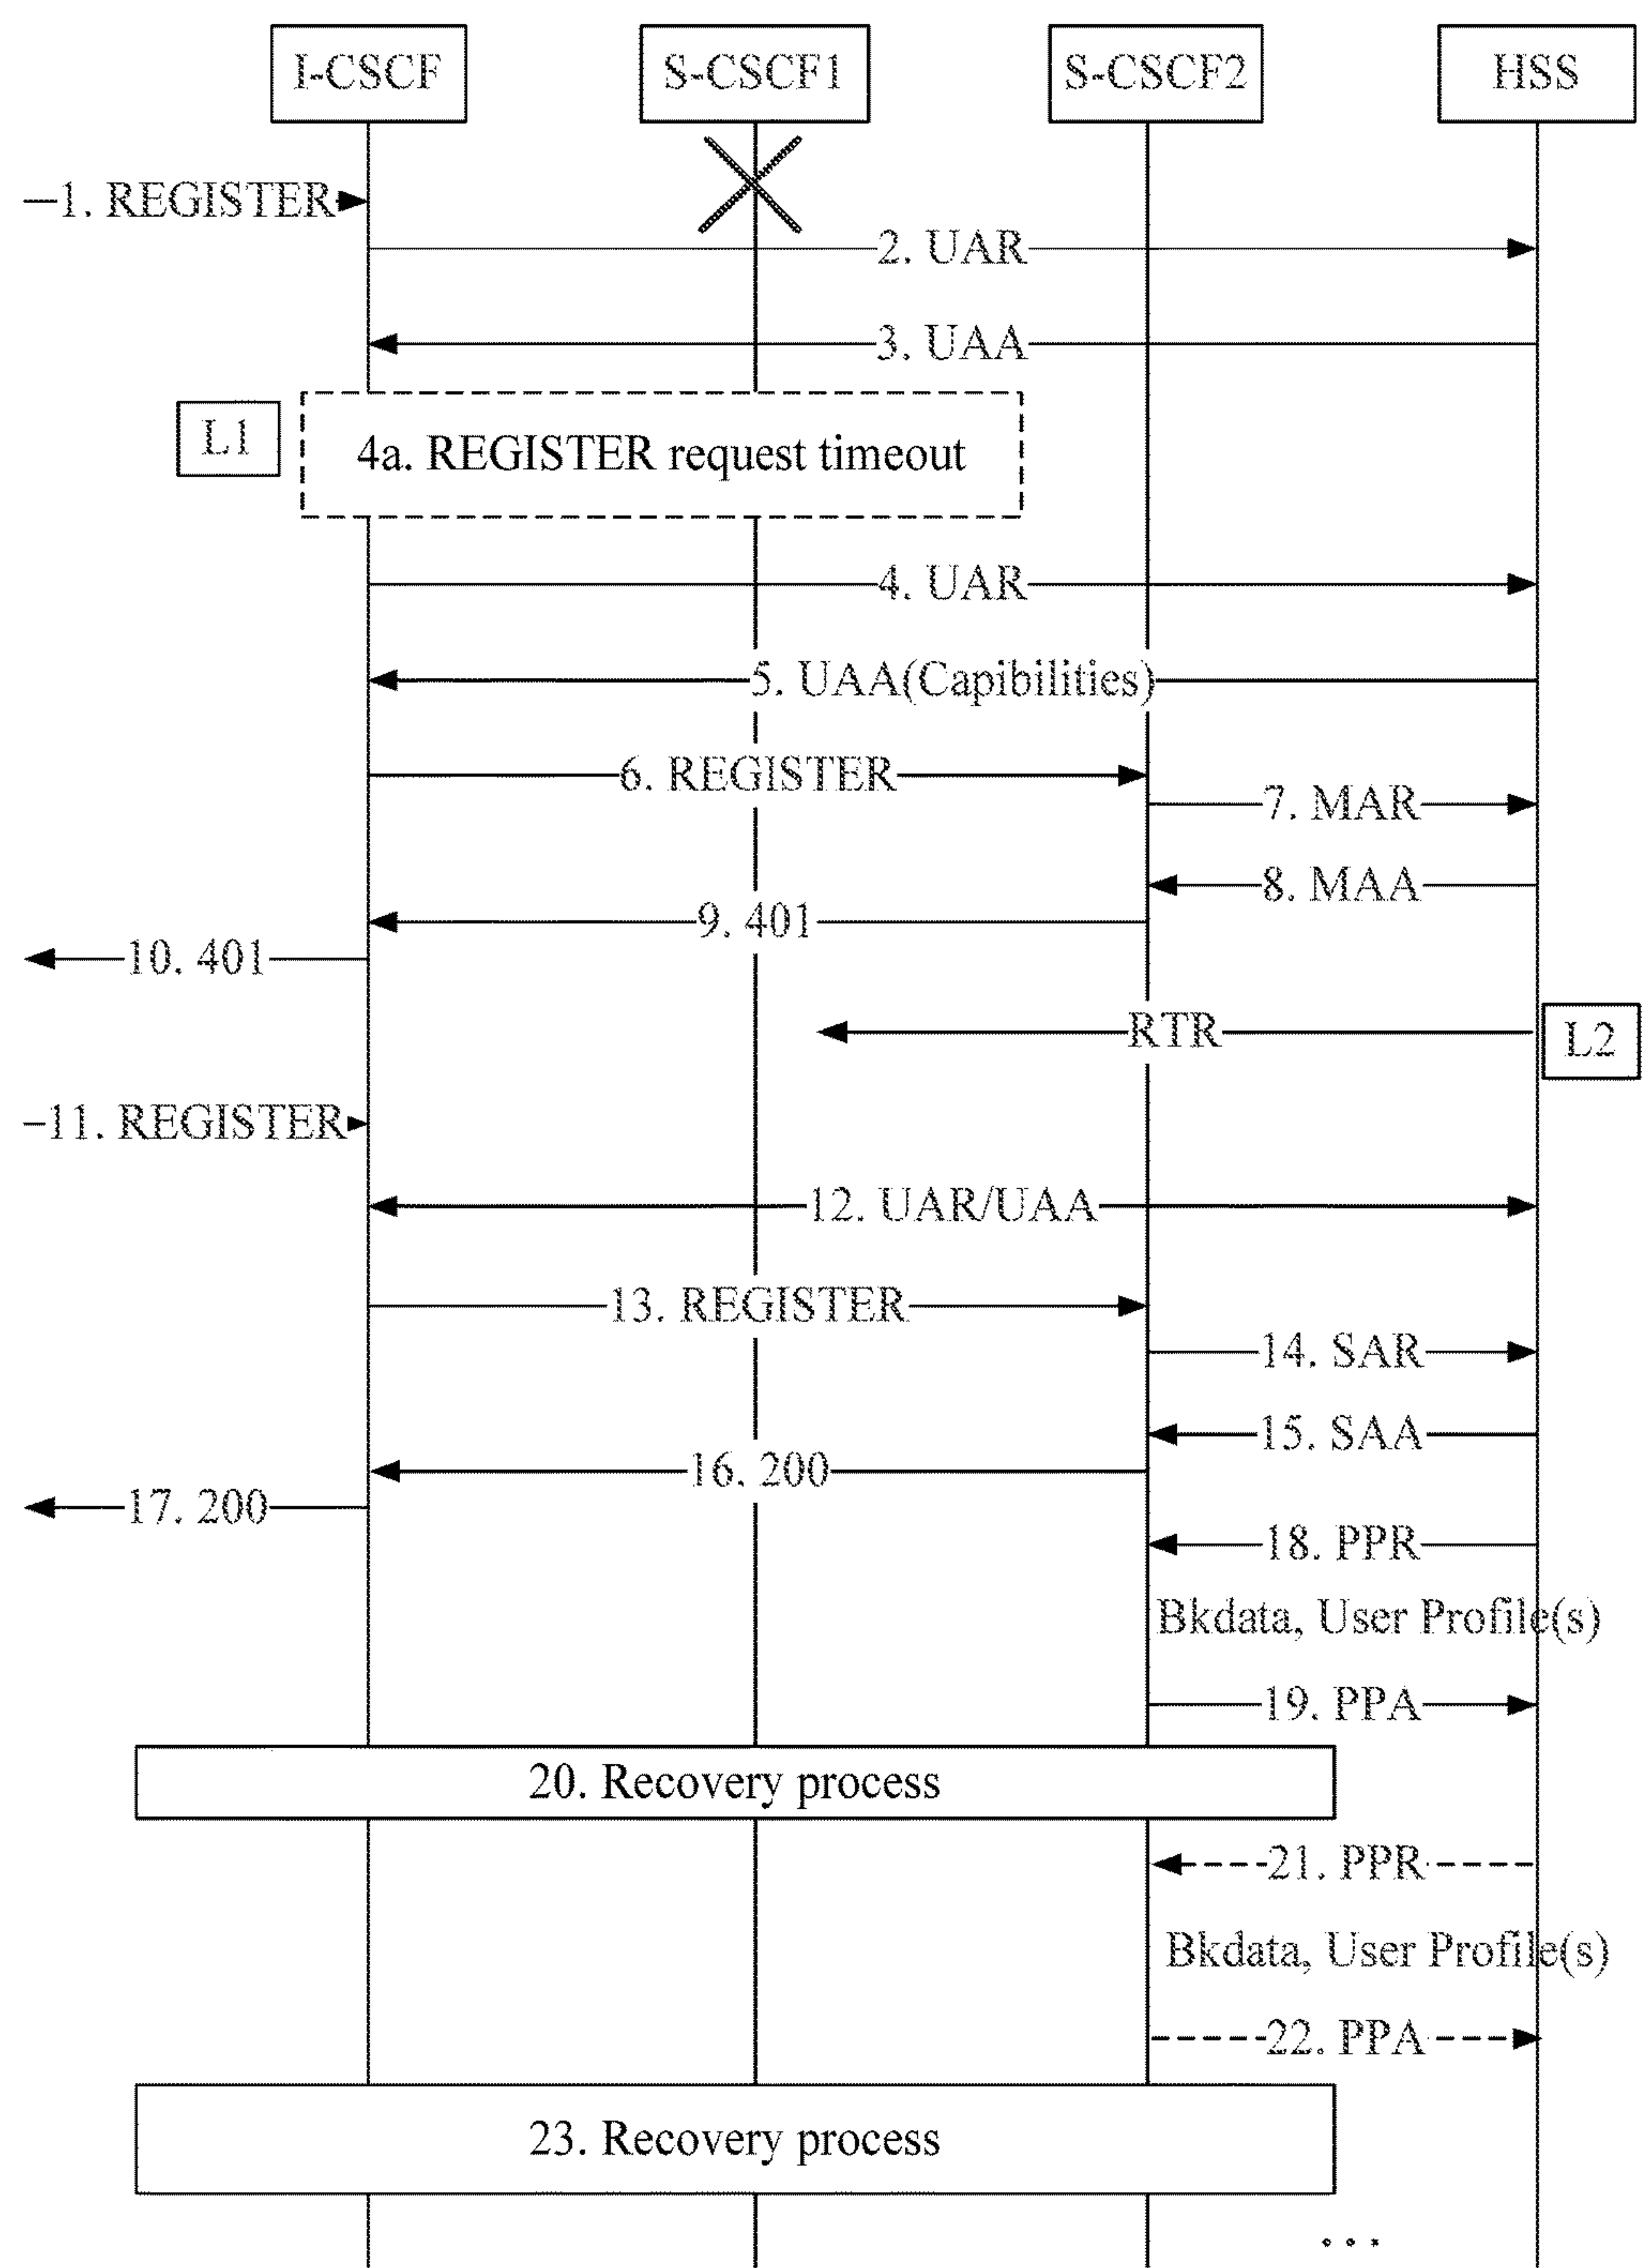 I-CSCF
S-CSCF1
S-CSCF2
HSS
1. REGISTER
2. UAR
3. UAA
L1
4a. REGISTER request timeout
4. UAR
5. UAA(Capibilities)
6. REGISTER
7. MAR
8. MAA
9. 401
10. 401
RTR
L2
11. REGISTER
12. UAR/UAA
13. REGISTER
14. SAR
15. SAA
16. 200
17. 200
18. PPR
Bkdata, User Profile(s)
19. PPA
20. Recovery process
21. PPR
Bkdata, User Profile(s)
22. PPA
23. Recovery process
...